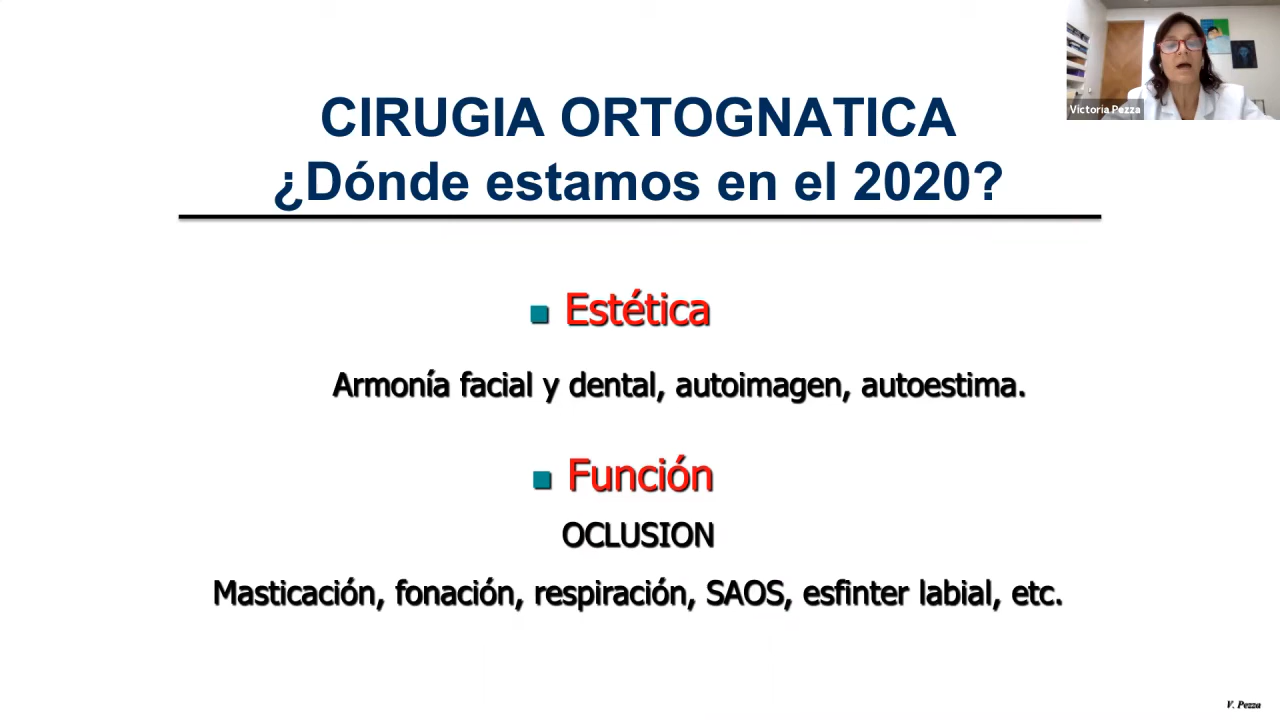 CIRUGIA ORTOGNATICA
¿Dónde estamos en el 2020?
Victoria Pezza
Estética
Armonía facial y dental, autoimagen, autoestima.
Función
OCLUSION
Masticación, fonación, respiración, SAOS, esfinter labial, etc.
V. Pezza